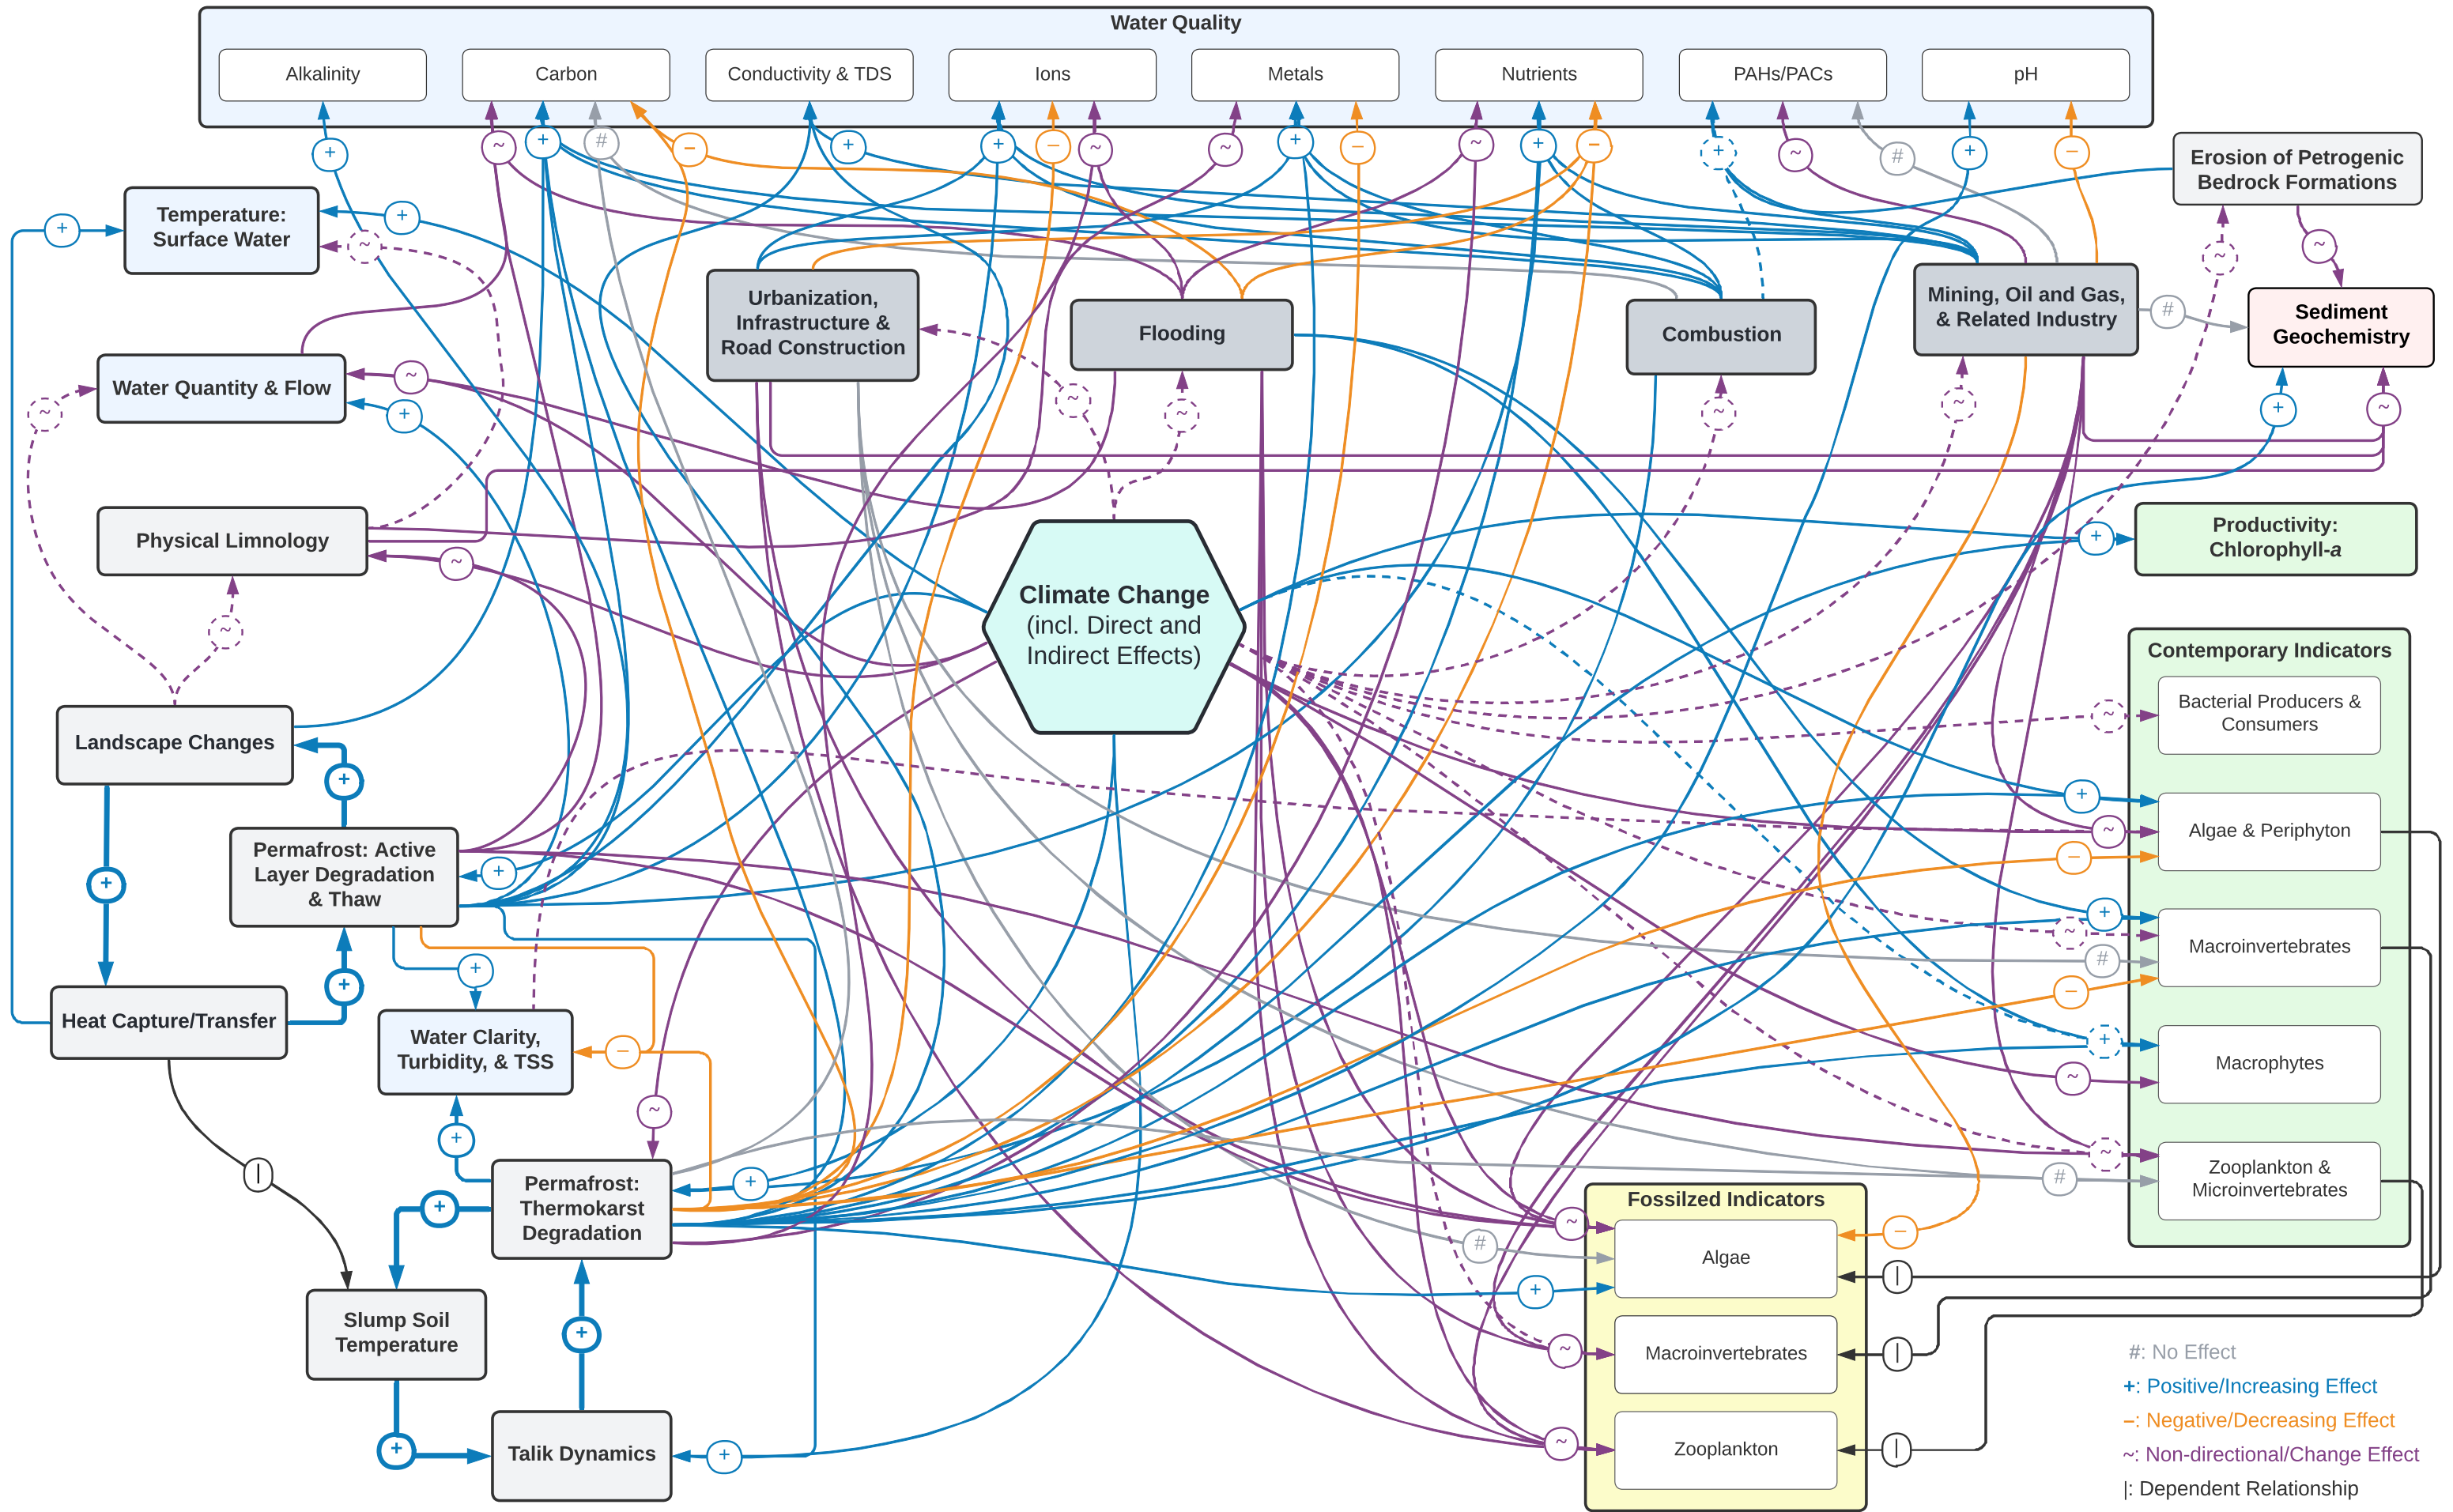 Water Quality
Alkalinity
Carbon
Conductivity & TDS
Ions
Metals
Nutrients
PAHs/PACs
pH
+
~
+
#
–
+
+
–
~
~
+
–
~
+
–
+
~
#
+
–
Erosion of Petrogenic
Bedrock Formations
Temperature:
Surface Water
+
+
~
~
~
Urbanization,
Infrastructure &
Road Construction
Flooding
Combustion
Mining, Oil and Gas,
& Related Industry
#
Sediment
Geochemistry
Water Quantity & Flow
~
~
+
~
~
~
~
+
~
Physical Limnology
~
~
Climate Change
(incl. Direct and
Indirect Effects)
+
Productivity:
Chlorophyll-a
Contemporary Indicators
Bacterial Producers &
Consumers
~
Landscape Changes
+
+
Algae & Periphyton
+
~
–
Permafrost: Active
Layer Degradation
& Thaw
+
+
Macroinvertebrates
+
~
#
–
Heat Capture/Transfer
+
+
Water Clarity,
Turbidity, & TSS
–
Macrophytes
+
~
~
+
|
Zooplankton &
Microinvertebrates
~
#
Permafrost:
Thermokarst
Degradation
+
+
Fossilzed Indicators
Algae
~
#
+
–
|
Slump Soil
Temperature
+
Macroinvertebrates
~
|
Talik Dynamics
+
+
Zooplankton
~
|
#: No Effect
+: Positive/Increasing Effect
–: Negative/Decreasing Effect
~: Non-directional/Change Effect
|: Dependent Relationship